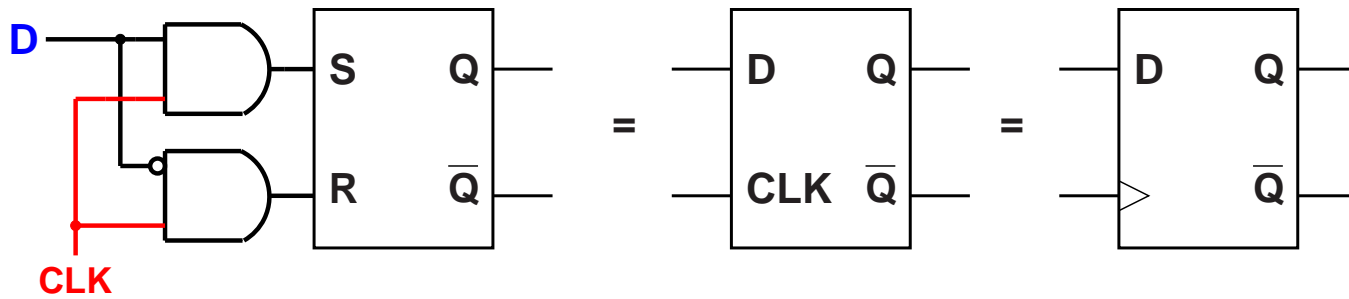 D S Q D Q D Q
= =
R Q̅ CLK Q̅ Q̅
CLK